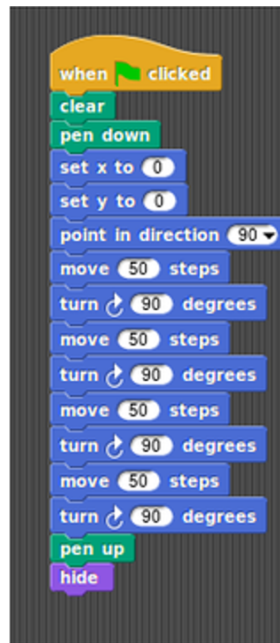 when clicked
clear
pen down
set x to 0
set y to 0
point in direction 90
move 50 steps
turn 90 degrees
move 50 steps
turn 90 degrees
move 50 steps
turn 90 degrees
move 50 steps
turn 90 degrees
pen up
hide